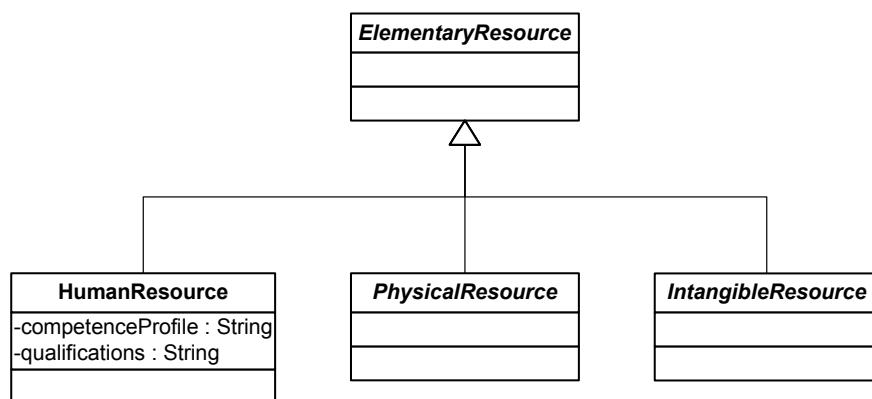 ElementaryResource
HumanResource
-competenceProfile : String
-qualifications : String
PhysicalResource
IntangibleResource